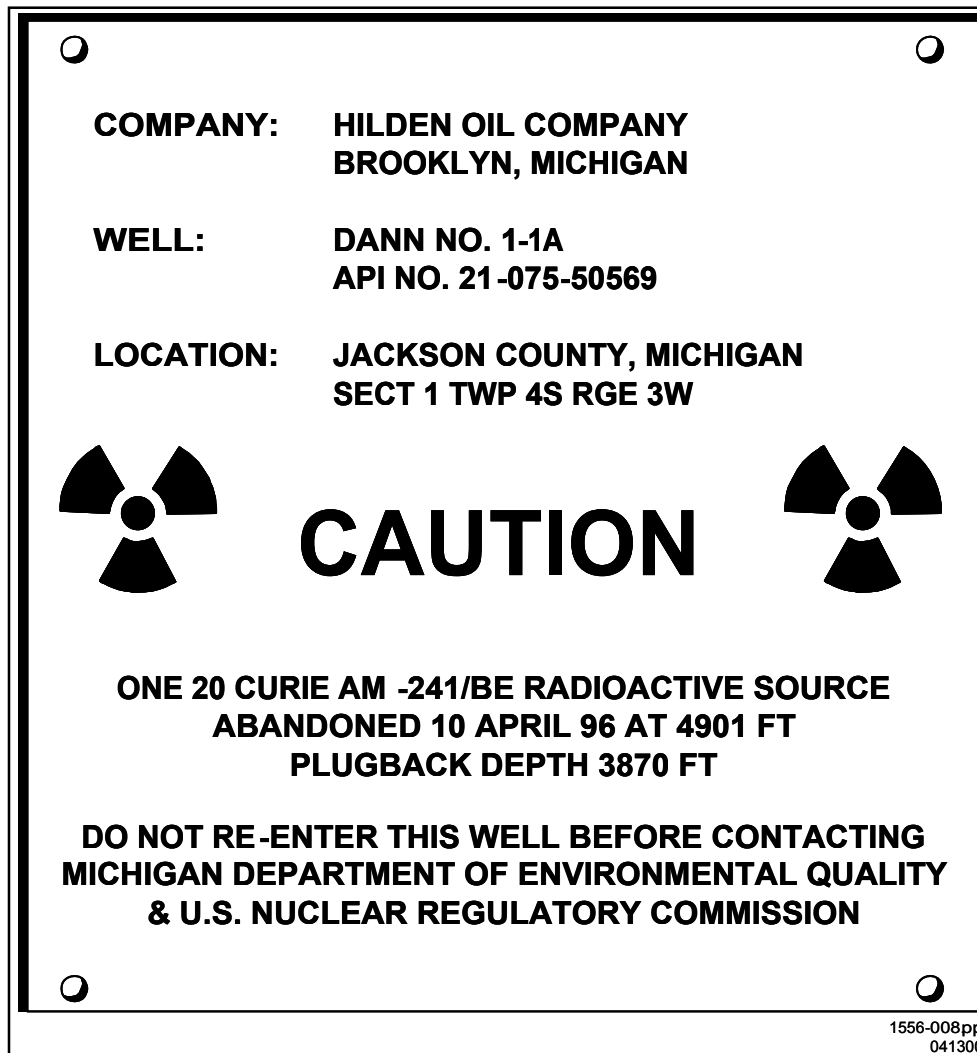 COMPANY: HILDEN OIL COMPANY
BROOKLYN, MICHIGAN
WELL: DANN NO. 1-1A
API NO. 21-075-50569
LOCATION: JACKSON COUNTY, MICHIGAN
SECT 1 TWP 4S RGE 3W
CAUTION
ONE 20 CURIE AM -241/BE RADIOACTIVE SOURCE
ABANDONED 10 APRIL 96 AT 4901 FT
PLUGBACK DEPTH 3870 FT
DO NOT RE-ENTER THIS WELL BEFORE CONTACTING
MICHIGAN DEPARTMENT OF ENVIRONMENTAL QUALITY
& U.S. NUCLEAR REGULATORY COMMISSION